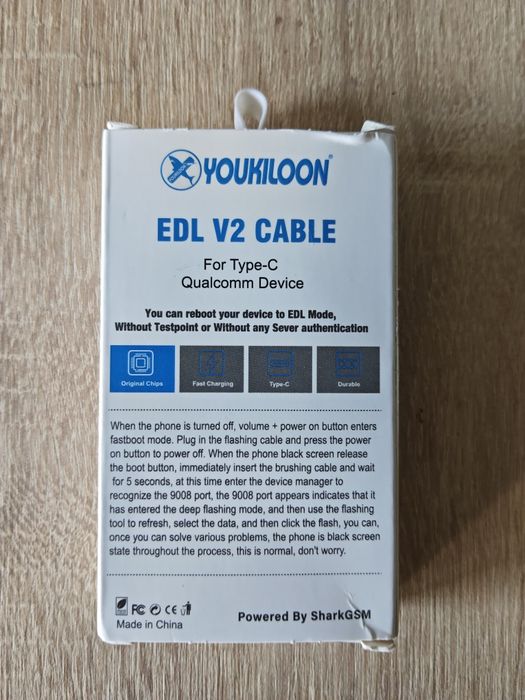 YOUKILOON®
EDL V2 CABLE
For Type-C
Qualcomm Device
You can reboot your device to EDL Mode,
Without Testpoint or Without any Sever authentication
Original Chips
Fast Charging
Type-C
Durable
When the phone is turned off, volume + power on button enters
fastboot mode. Plug in the flashing cable and press the power
on button to power off. When the phone black screen release
the boot button, immediately insert the brushing cable and wait
for 5 seconds, at this time enter the device manager to
recognize the 9008 port, the 9008 port appears indicates that it
has entered the deep flashing mode, and then use the flashing
tool to refresh, select the data, and then click the flash, you can,
once you can solve various problems, the phone is black screen
state throughout the process, this is normal, don't worry.
FC CE
Made in China
Powered By SharkGSM